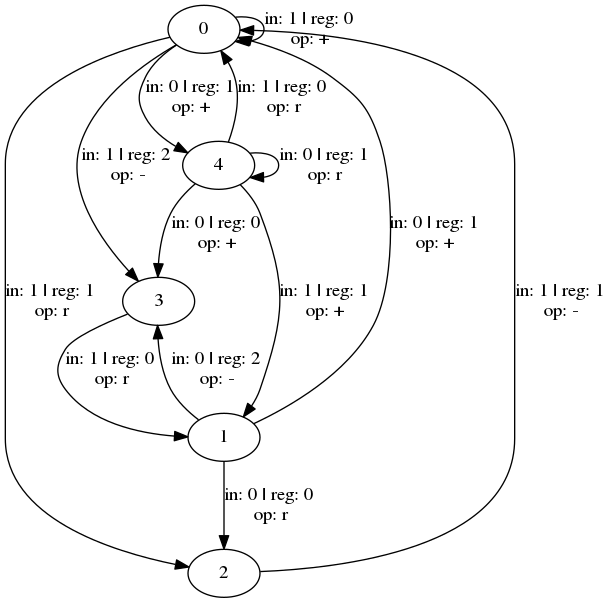 0
in: 1 | reg: 0
op: +
in: 0 | reg: 1
op: +
in: 1 | reg: 0
op: r
in: 1 | reg: 2
op: -
4
in: 0 | reg: 1
op: r
in: 0 | reg: 0
op: +
in: 0 | reg: 1
op: +
in: 1 | reg: 1
op: r
in: 1 | reg: 1
op: +
in: 1 | reg: 1
op: -
3
in: 1 | reg: 0
op: r
in: 0 | reg: 2
op: -
1
in: 0 | reg: 0
op: r
2